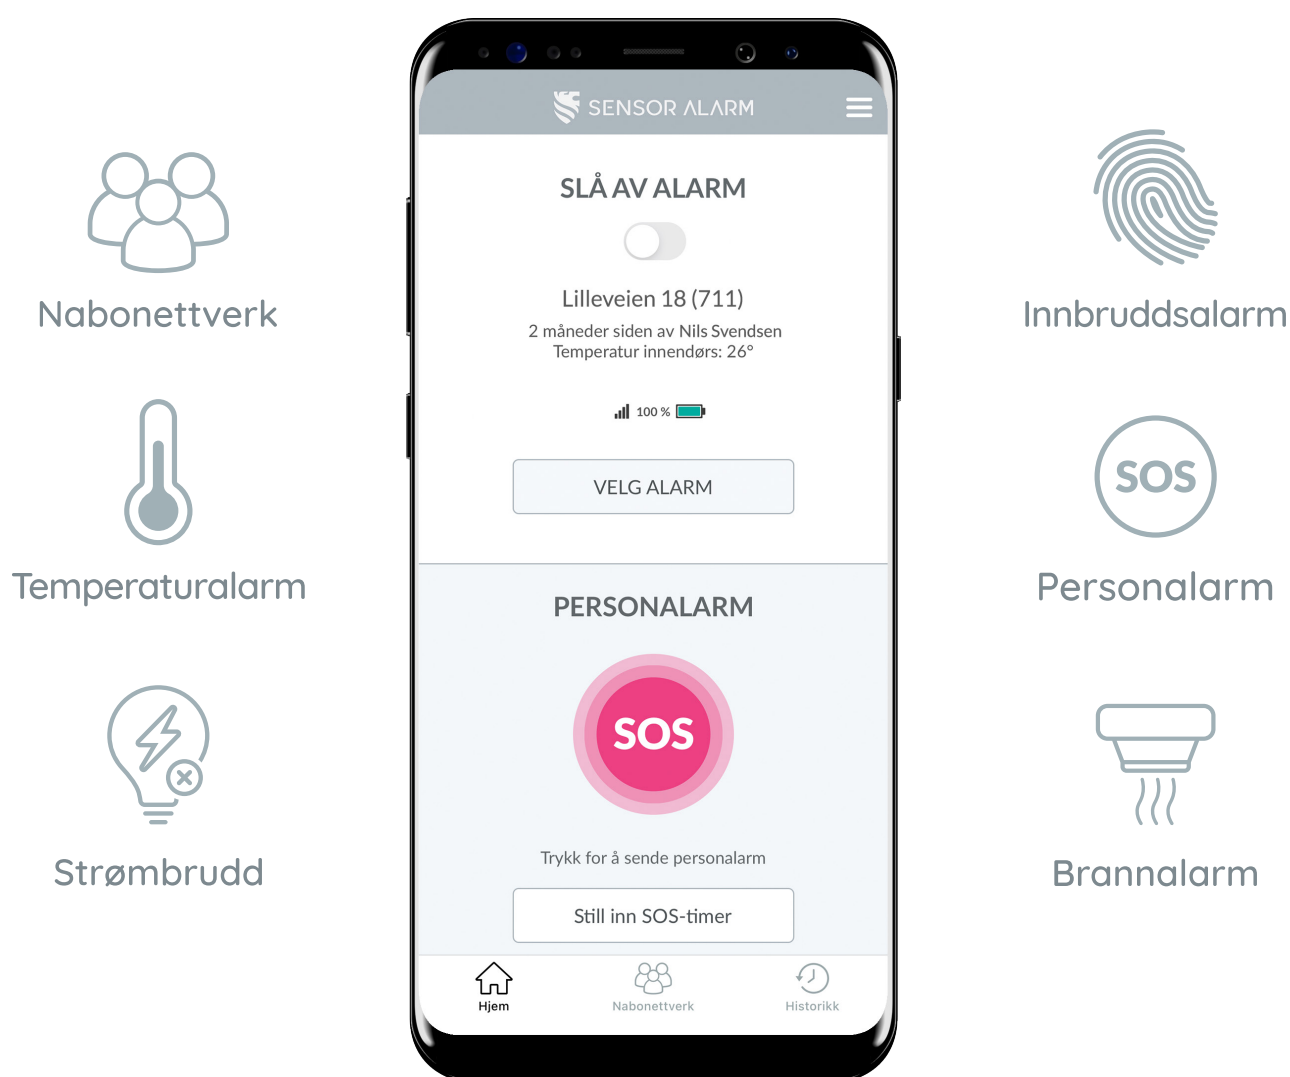 Nabonettverk
Temperaturalarm
Strømbrudd
SENSOR ALARM
SLÅ AV ALARM
Lilleveien 18 (711)
2 måneder siden av Nils Svendsen
Temperatur innendørs: 26°
100 %
VELG ALARM
PERSONALARM
SOS
Trykk for å sende personalarm
Still inn SOS-timer
Hjem
Nabonettverk
Historikk
Innbruddsalarm
SOS
Personalarm
Brannalarm